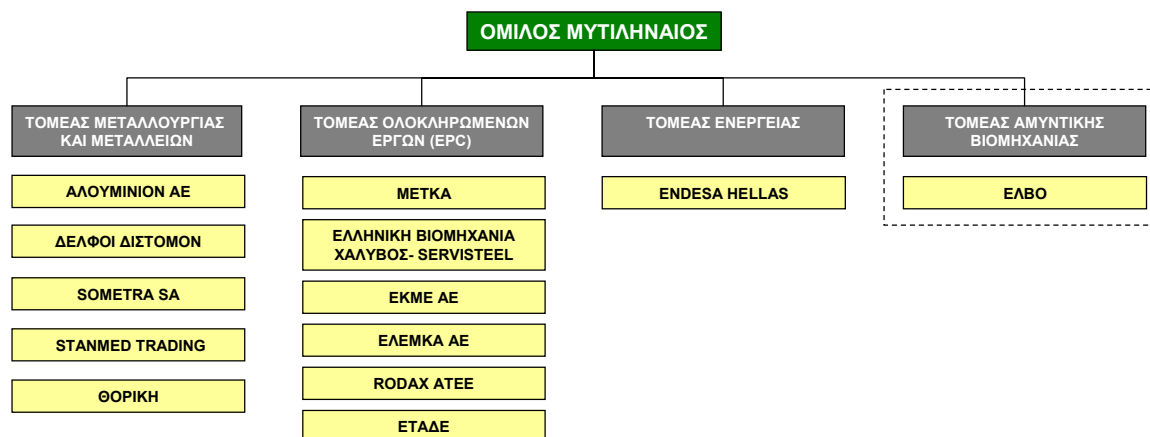 ΟΜΙΛΟΣ ΜΥΤΙΛΗΝΑΙΟΣ
ΤΟΜΕΑΣ ΜΕΤΑΛΛΟΥΡΓΙΑΣ
ΚΑΙ ΜΕΤΑΛΛΕΙΩΝ
ΑΛΟΥΜΙΝΙΟΝ ΑΕ
ΔΕΛΦΟΙ ΔΙΣΤΟΜΟΝ
SOMETRA SA
STANMED TRADING
ΘΟΡΙΚΗ
ΤΟΜΕΑΣ ΟΛΟΚΛΗΡΩΜΕΝΩΝ
ΕΡΓΩΝ (EPC)
ΜΕΤΚΑ
ΕΛΛΗΝΙΚΗ ΒΙΟΜΗΧΑΝΙΑ
ΧΑΛΥΒΟΣ- SERVISTEEL
ΕΚΜΕ ΑΕ
ΕΛΕΜΚΑ ΑΕ
RODAX ATEE
ΕΤΑΔΕ
ΤΟΜΕΑΣ ΕΝΕΡΓΕΙΑΣ
ENDESA HELLAS
ΤΟΜΕΑΣ ΑΜΥΝΤΙΚΗΣ
ΒΙΟΜΗΧΑΝΙΑΣ
ΕΛΒΟ